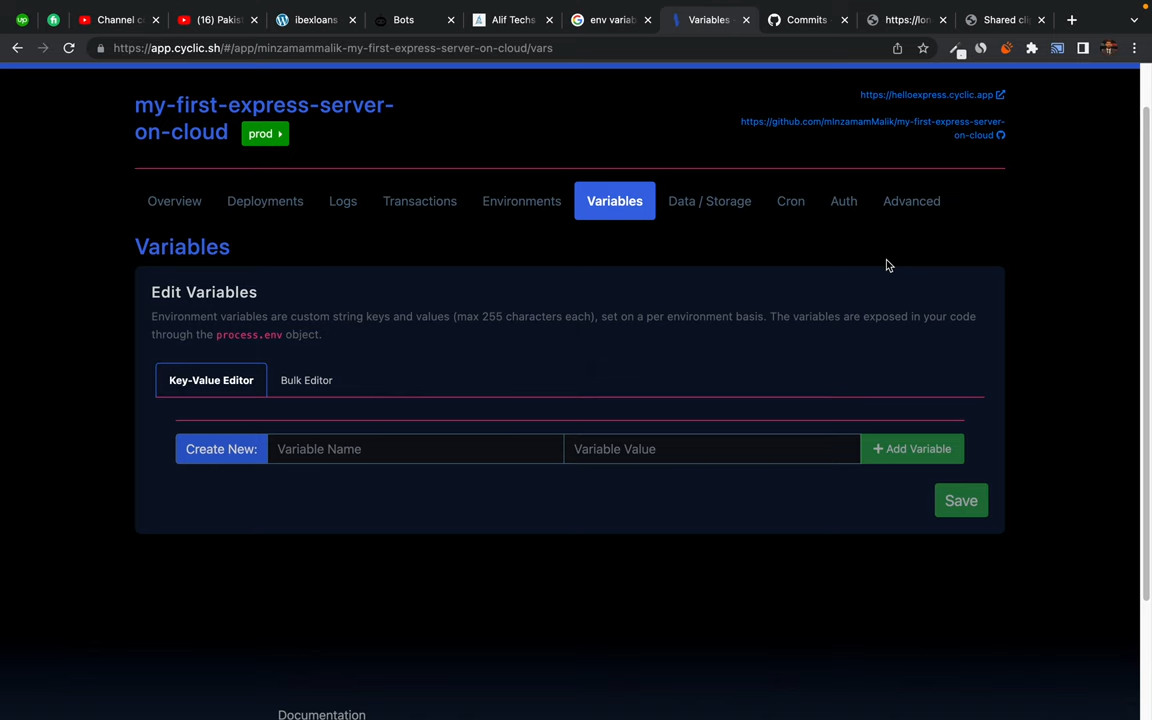 Channel c
(16) Pakis
ibexloans
Bots
Alif Techs
env variab
Variables
Commits
https://lon
Shared cli
https://app.cyclic.sh/#/app/minzamammalik-my-first-express-server-on-cloud/vars
my-first-express-server-
on-cloud prod
https://helloexpress.cyclic.app
https://github.com/mInzamamMalik/my-first-express-server-
on-cloud
Overview Deployments Logs Transactions Environments Variables Data / Storage Cron Auth Advanced
Variables
Edit Variables
Environment variables are custom string keys and values (max 255 characters each), set on a per environment basis. The variables are exposed in your code
through the process.env object.
Key-Value Editor Bulk Editor
Create New: Variable Name Variable Value + Add Variable
Save
Documentation